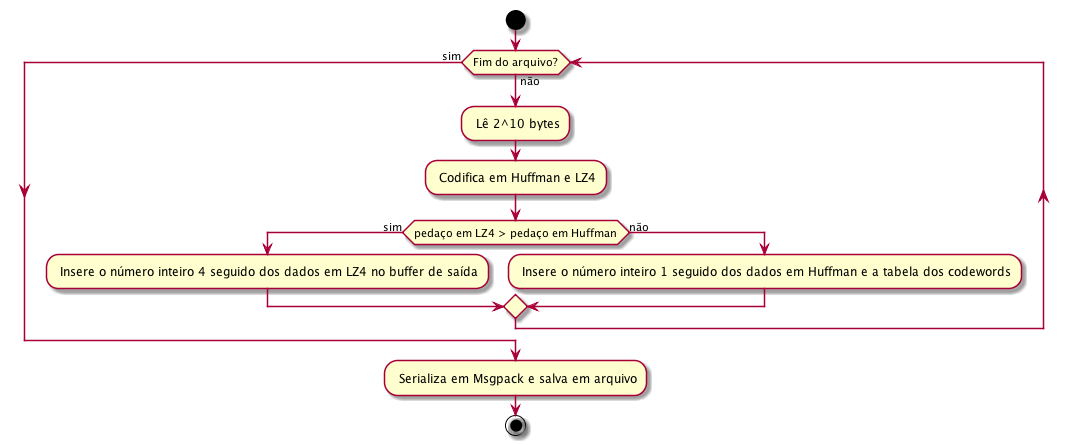 sim
Fim do arquivo?
não
Lê 2^10 bytes
Codifica em Huffman e LZ4
sim
pedaço em LZ4 > pedaço em Huffman
não
Insere o número inteiro 4 seguido dos dados em LZ4 no buffer de saída
Insere o número inteiro 1 seguido dos dados em Huffman e a tabela dos codewords
Serializa em Msgpack e salva em arquivo